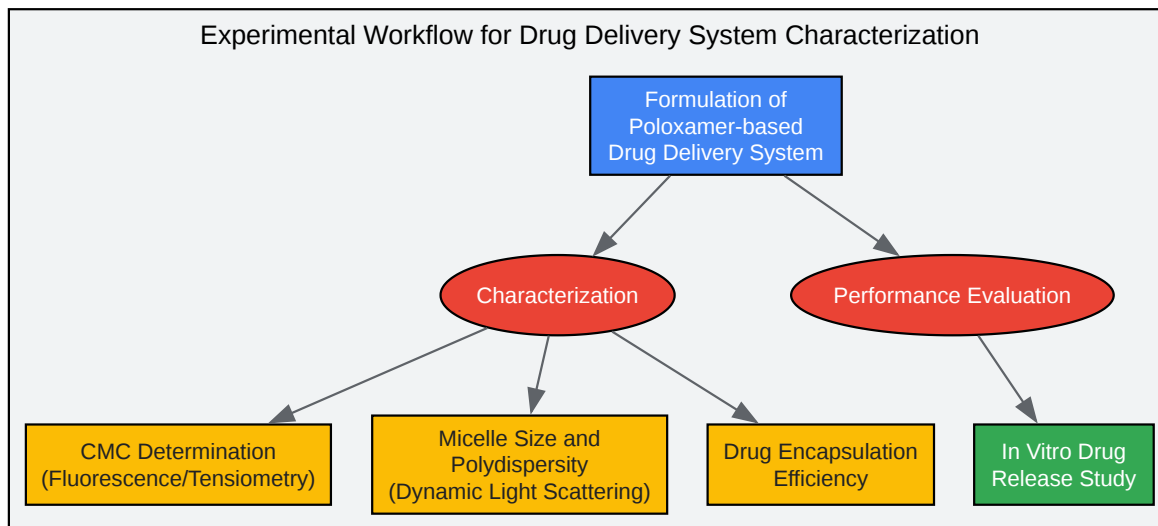 Experimental Workflow for Drug Delivery System Characterization
Formulation of
Poloxamer-based
Drug Delivery System
Characterization
Performance Evaluation
CMC Determination
(Fluorescence/Tensiometry)
Micelle Size and
Polydispersity
(Dynamic Light Scattering)
Drug Encapsulation
Efficiency
In Vitro Drug
Release Study